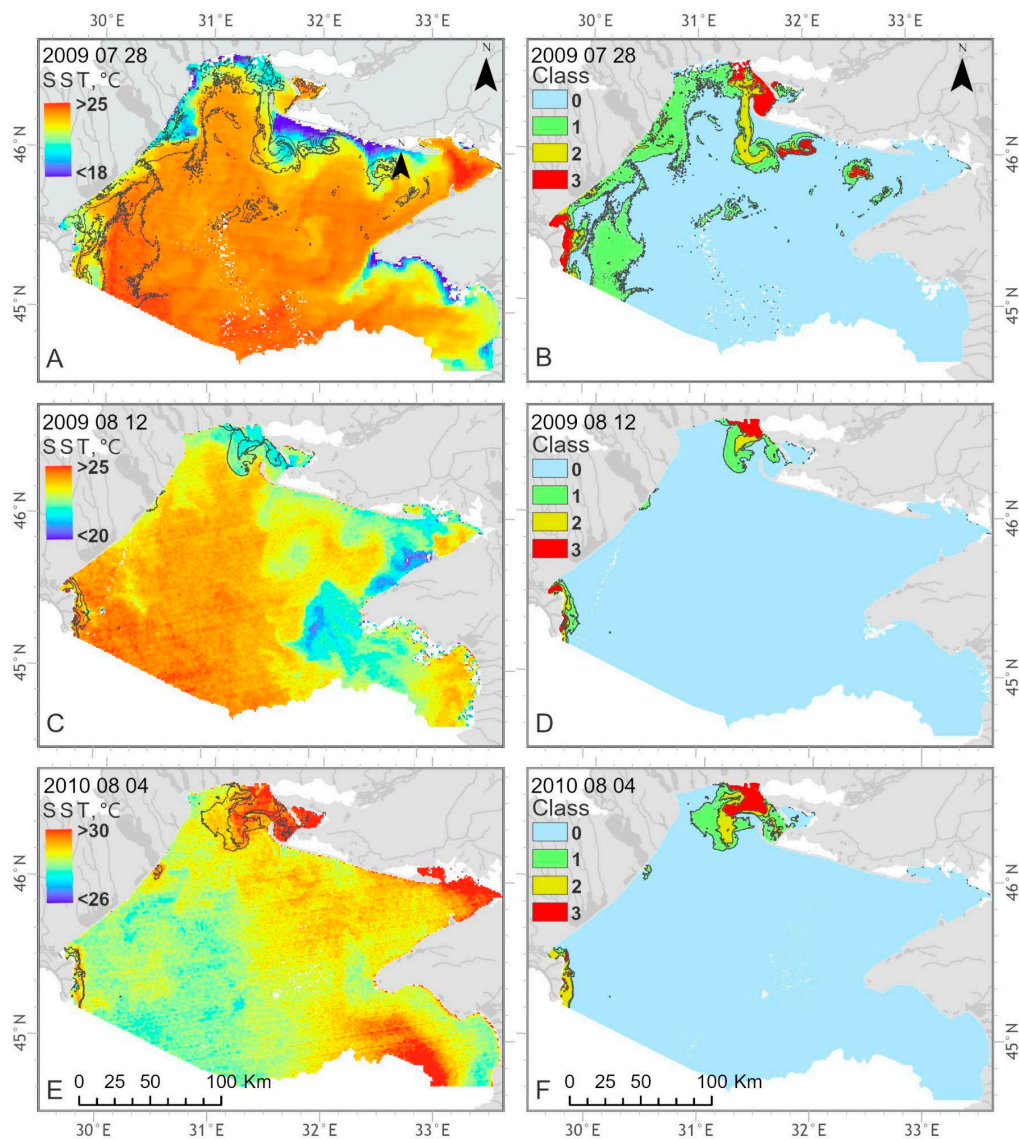 30°E 31°E 32°E 33°E 30°E 31°E 32°E 33°E
2009 07 28
SST, °C
>25
<18
N
N
A
46°N
45°N
2009 07 28
Class
0
1
2
3
N
B
46°N
45°N
2009 08 12
SST, °C
>25
<20
C
46°N
45°N
2009 08 12
Class
0
1
2
3
D
46°N
45°N
2010 08 04
SST, °C
>30
<26
E
0 25 50 100 Km
46°N
45°N
2010 08 04
Class
0
1
2
3
F
0 25 50 100 Km
46°N
45°N
30°E 31°E 32°E 33°E 30°E 31°E 32°E 33°E